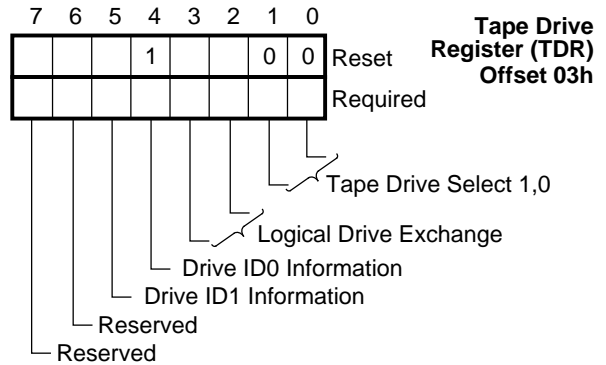 7 6 5 4 3 2 1 0
Tape Drive
Register (TDR)
Offset 03h
1 0 0 Reset
Required
Tape Drive Select 1,0
Logical Drive Exchange
Drive ID0 Information
Drive ID1 Information
Reserved
Reserved